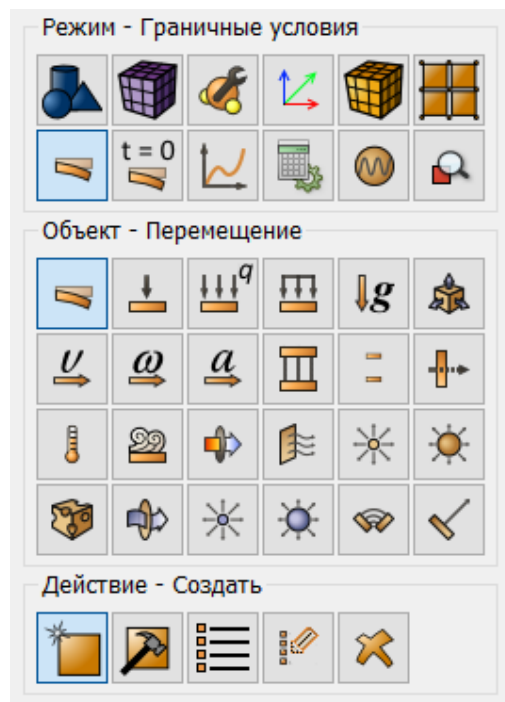 Режим - Граничные условия
t = 0
Объект - Перемещение
q
g
υ ω a
Действие - Создать